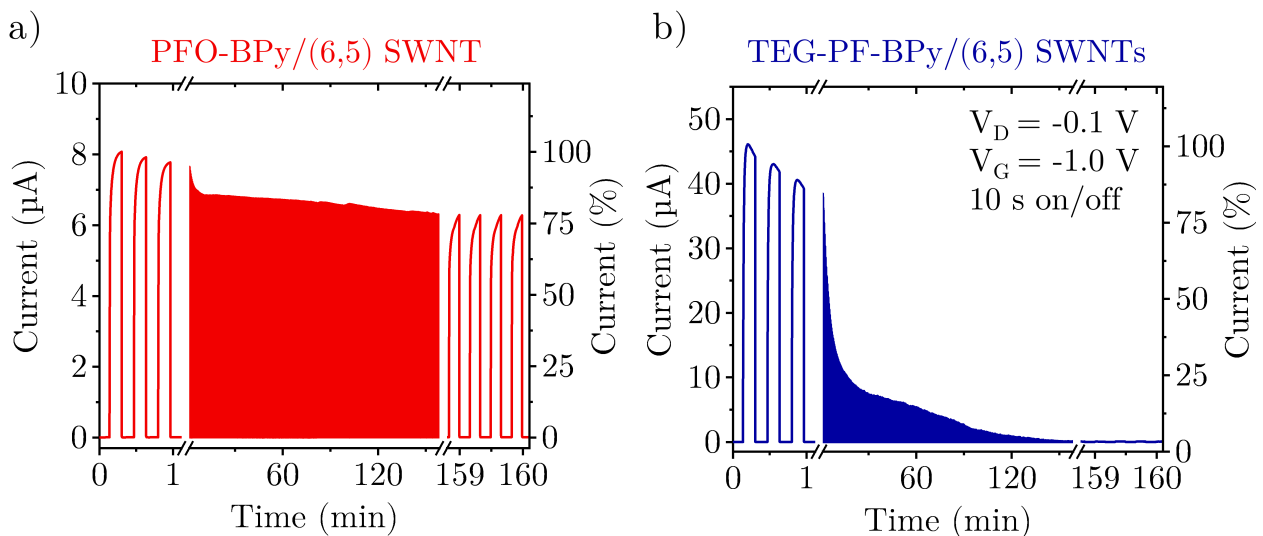 a)
PFO-BPy/(6,5) SWNT
10
8
6
4
2
0
Current (µA)
100
75
50
25
0
Current (%)
0 1 60 120 159 160
Time (min)
b)
TEG-PF-BPy/(6,5) SWNTs
V_D = -0.1 V
V_G = -1.0 V
10 s on/off
50
40
30
20
10
0
Current (µA)
100
75
50
25
0
Current (%)
0 1 60 120 159 160
Time (min)